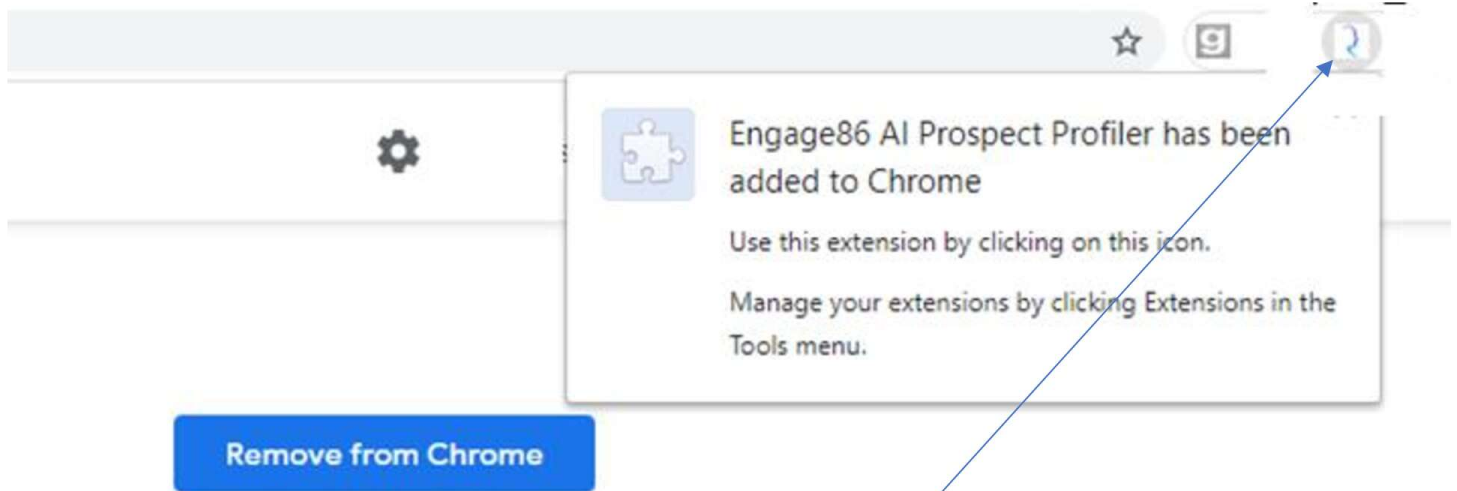 g
Engage86 AI Prospect Profiler has been
added to Chrome
Use this extension by clicking on this icon.
Manage your extensions by clicking Extensions in the
Tools menu.
Remove from Chrome